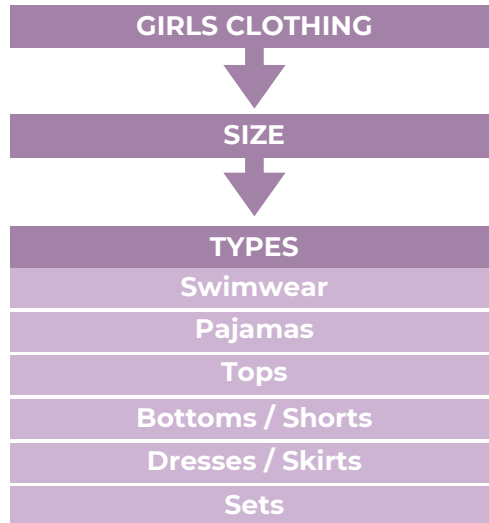 GIRLS CLOTHING
SIZE
TYPES
Swimwear
Pajamas
Tops
Bottoms / Shorts
Dresses / Skirts
Sets